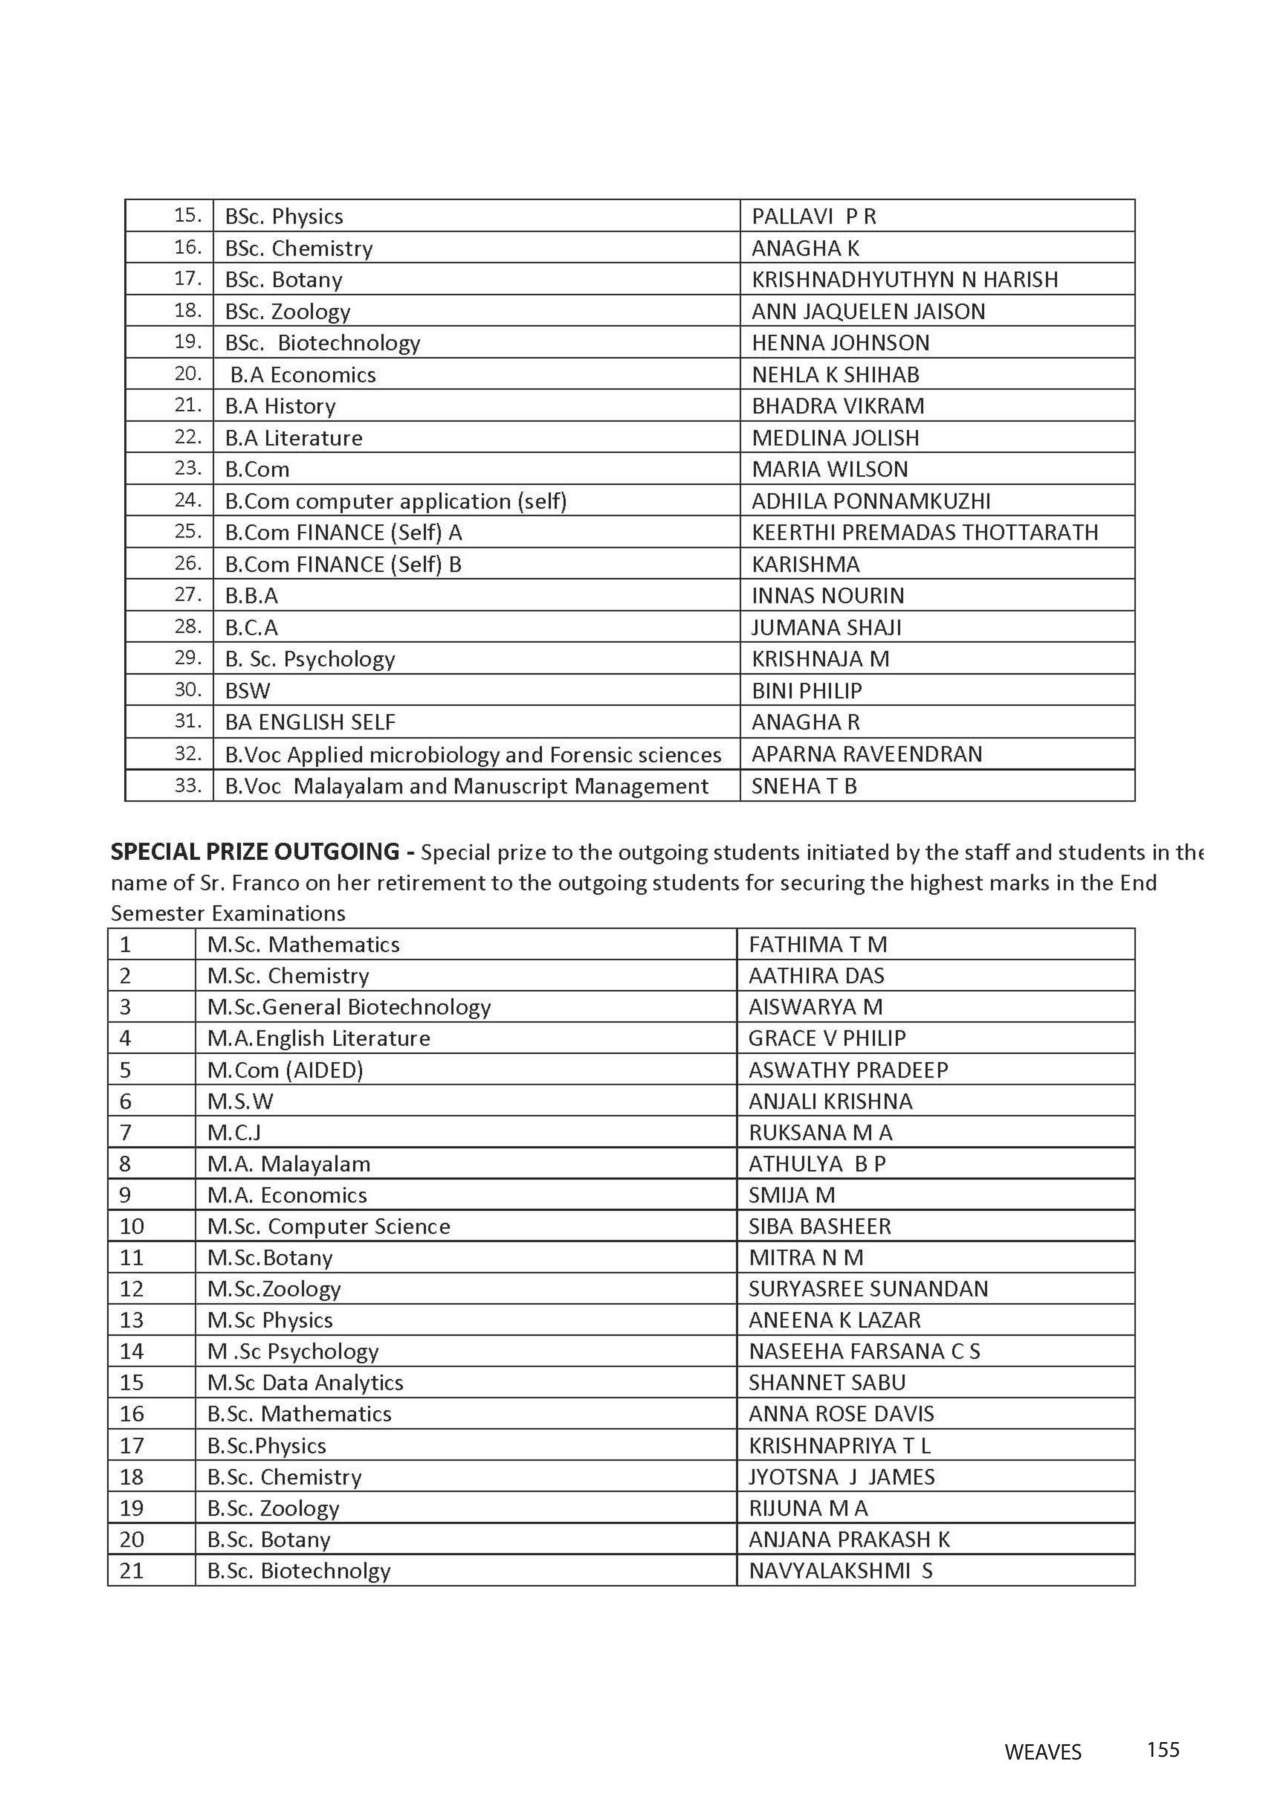 15. BSc. Physics PALLAVI P R
16. BSc. Chemistry ANAGHA K
17. BSc. Botany KRISHNADHYUTHYN N HARISH
18. BSc. Zoology ANN JAQUELEN JAISON
19. BSc. Biotechnology HENNA JOHNSON
20. B.A Economics NEHLA K SHIHAB
21. B.A History BHADRA VIKRAM
22. B.A Literature MEDLINA JOLISH
23. B.Com MARIA WILSON
24. B.Com computer application (self) ADHILA PONNAMKUZHI
25. B.Com FINANCE (Self) A KEERTHI PREMADAS THOTTARATH
26. B.Com FINANCE (Self) B KARISHMA
27. B.B.A INNAS NOURIN
28. B.C.A JUMANA SHAJI
29. B. Sc. Psychology KRISHNAJA M
30. BSW BINI PHILIP
31. BA ENGLISH SELF ANAGHA R
32. B.Voc Applied microbiology and Forensic sciences APARNA RAVEENDRAN
33. B.Voc Malayalam and Manuscript Management SNEHA T B
SPECIAL PRIZE OUTGOING - Special prize to the outgoing students initiated by the staff and students in the
name of Sr. Franco on her retirement to the outgoing students for securing the highest marks in the End
Semester Examinations
1 M.Sc. Mathematics FATHIMA T M
2 M.Sc. Chemistry AATHIRA DAS
3 M.Sc.General Biotechnology AISWARYA M
4 M.A.English Literature GRACE V PHILIP
5 M.Com (AIDED) ASWATHY PRADEEP
6 M.S.W ANJALI KRISHNA
7 M.C.J RUKSANA M A
8 M.A. Malayalam ATHULYA B P
9 M.A. Economics SMIJA M
10 M.Sc. Computer Science SIBA BASHEER
11 M.Sc.Botany MITRA N M
12 M.Sc.Zoology SURYASREE SUNANDAN
13 M.Sc Physics ANEENA K LAZAR
14 M .Sc Psychology NASEEHA FARSANA C S
15 M.Sc Data Analytics SHANNET SABU
16 B.Sc. Mathematics ANNA ROSE DAVIS
17 B.Sc.Physics KRISHNAPRIYA T L
18 B.Sc. Chemistry JYOTSNA J JAMES
19 B.Sc. Zoology RIJUNA M A
20 B.Sc. Botany ANJANA PRAKASH K
21 B.Sc. Biotechnolgy NAVYALAKSHMI S
WEAVES 155